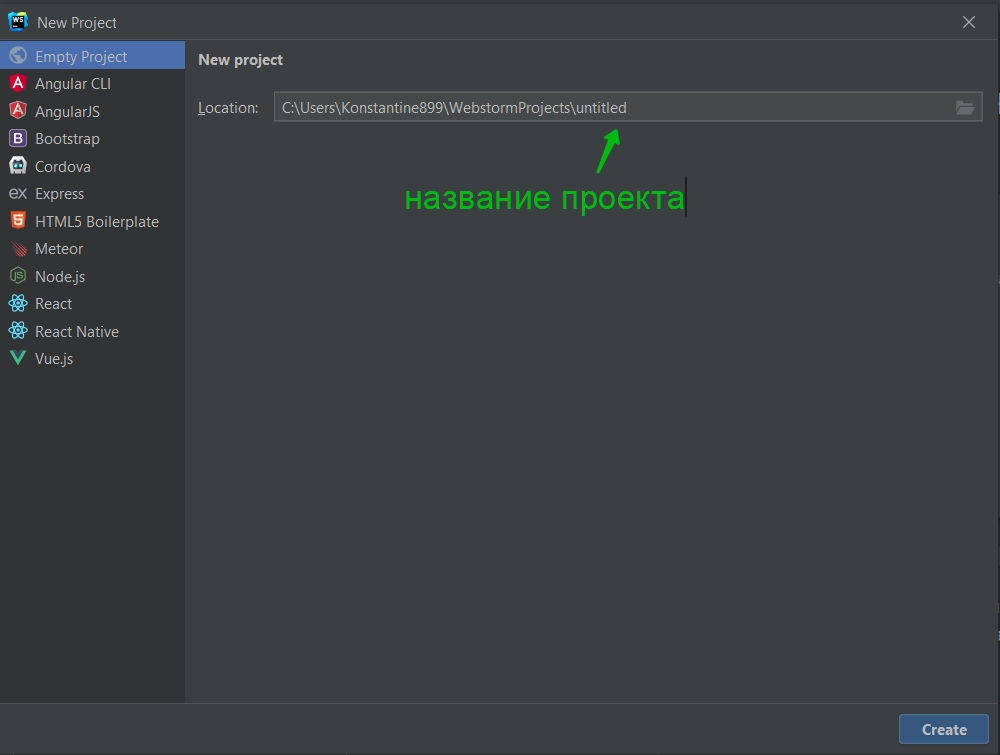 New Project
Empty Project
Angular CLI
AngularJS
Bootstrap
Cordova
Express
HTML5 Boilerplate
Meteor
Node.js
React
React Native
Vue.js
New project
Location: C:\Users\Konstantine899\WebstormProjects\untitled
название проекта
Create